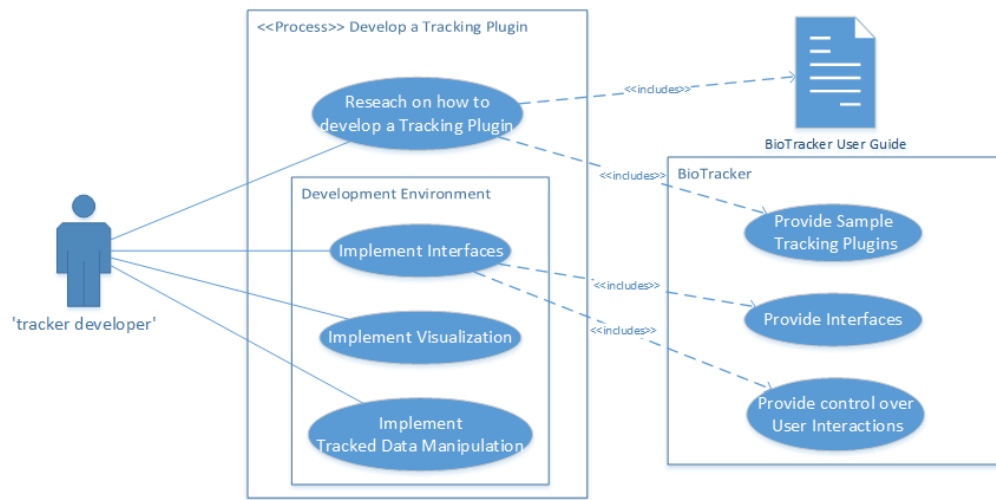 <<Process>> Develop a Tracking Plugin
Reseach on how to
develop a Tracking Plugin
<<includes>>
BioTracker User Guide
<<includes>>
BioTracker
Development Environment
Provide Sample
Tracking Plugins
Implement Interfaces
<<includes>>
Provide Interfaces
'tracker developer'
<<includes>>
Implement Visualization
Provide control over
User Interactions
Implement
Tracked Data Manipulation